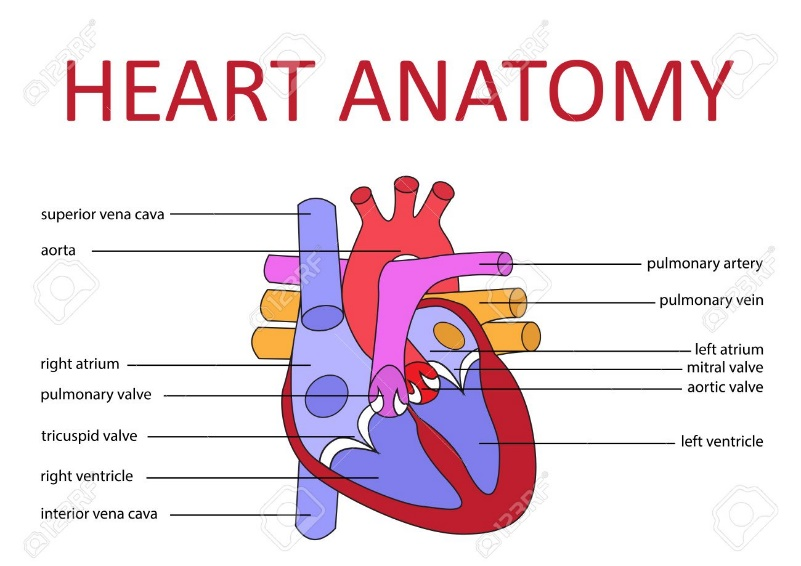 HEART ANATOMY
superior vena cava
aorta
right atrium
pulmonary valve
tricuspid valve
right ventricle
interior vena cava
pulmonary artery
pulmonary vein
left atrium
mitral valve
aortic valve
left ventricle
123RF